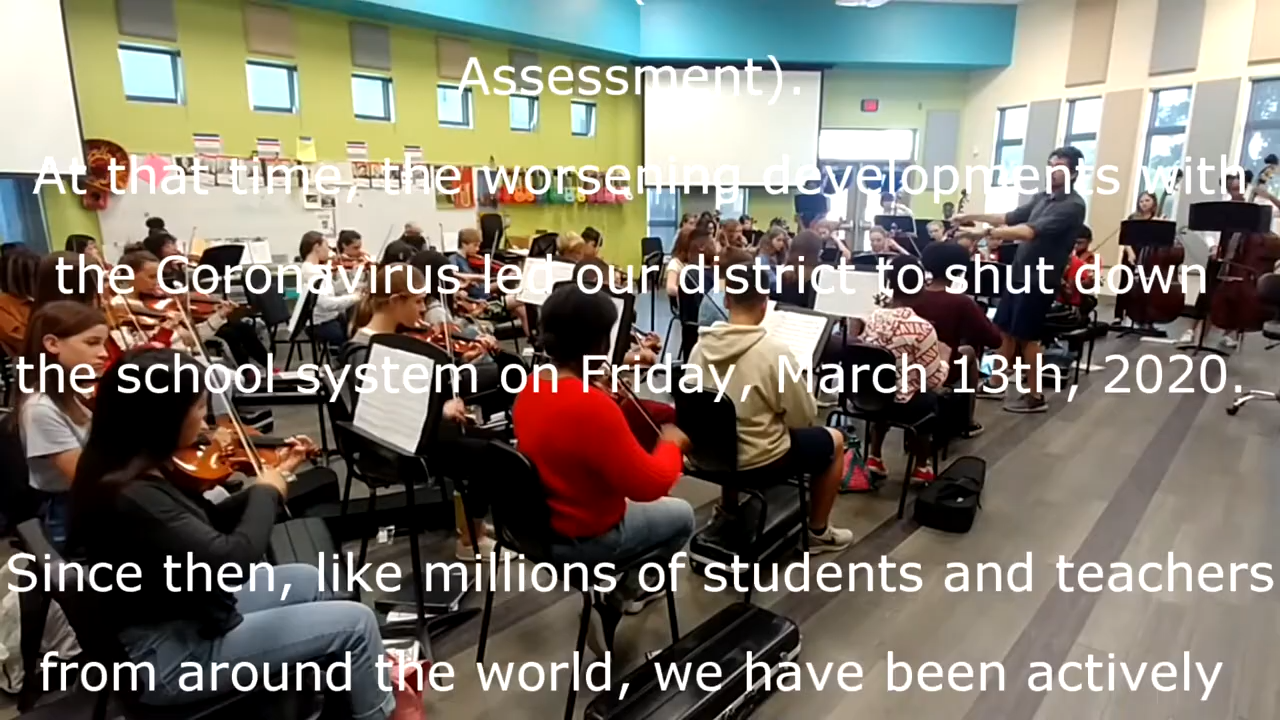 Assessment).
At that time, the worsening developments with
the Coronavirus led our district to shut down
the school system on Friday, March 13th, 2020.
Since then, like millions of students and teachers
from around the world, we have been actively